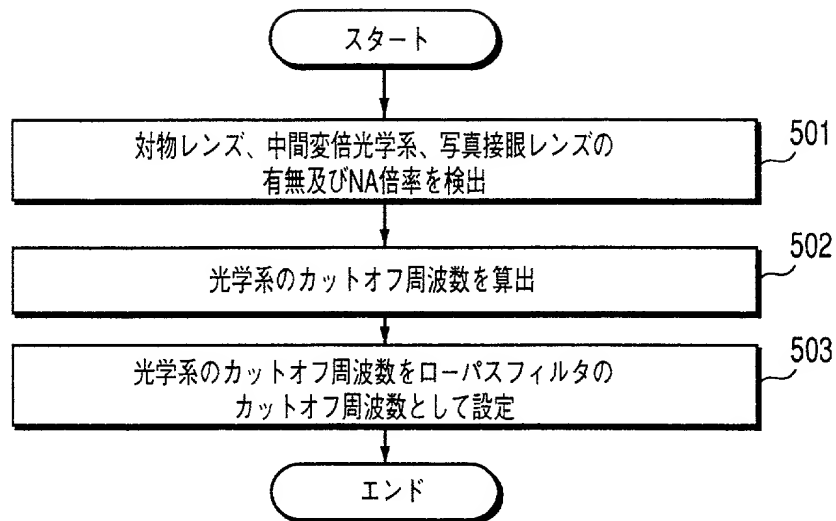 スタート
対物レンズ、中間変倍光学系、写真接眼レンズの
有無及びNA倍率を検出
501
光学系のカットオフ周波数を算出
502
光学系のカットオフ周波数をローパスフィルタの
カットオフ周波数として設定
503
エンド